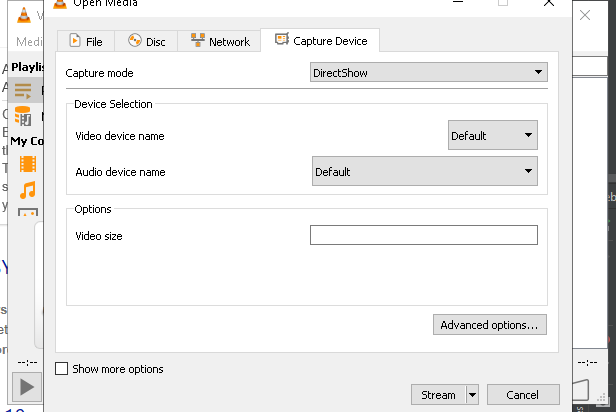 Open Media
Medi
File
Disc
Network
Capture Device
Playlis
Capture mode
DirectShow
Device Selection
Video device name
Default
My Co
Audio device name
Default
Options
Video size
Advanced options...
--:--
Show more options
--:--
Stream
Cancel